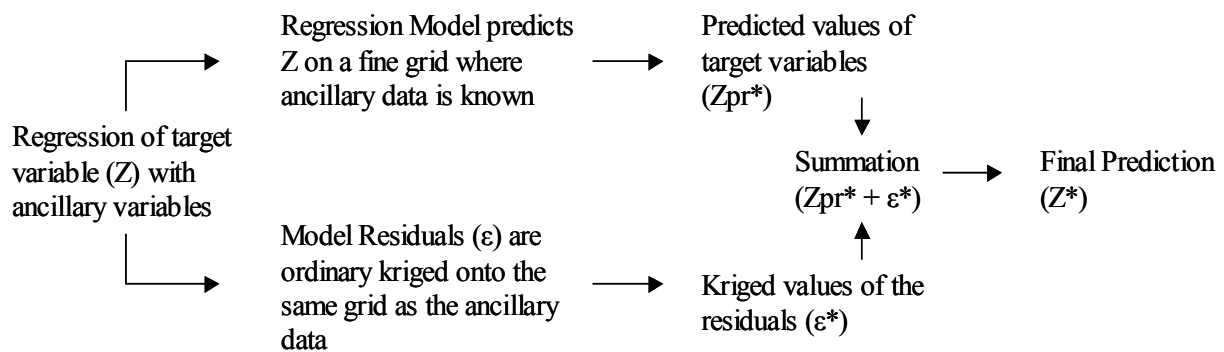 Regression of target
variable (Z) with
ancillary variables
Regression Model predicts
Z on a fine grid where
ancillary data is known
Predicted values of
target variables
(Zpr*)
Model Residuals (ε) are
ordinary kriged onto the
same grid as the ancillary
data
Kriged values of the
residuals (ε*)
Summation
(Zpr* + ε*)
Final Prediction
(Z*)